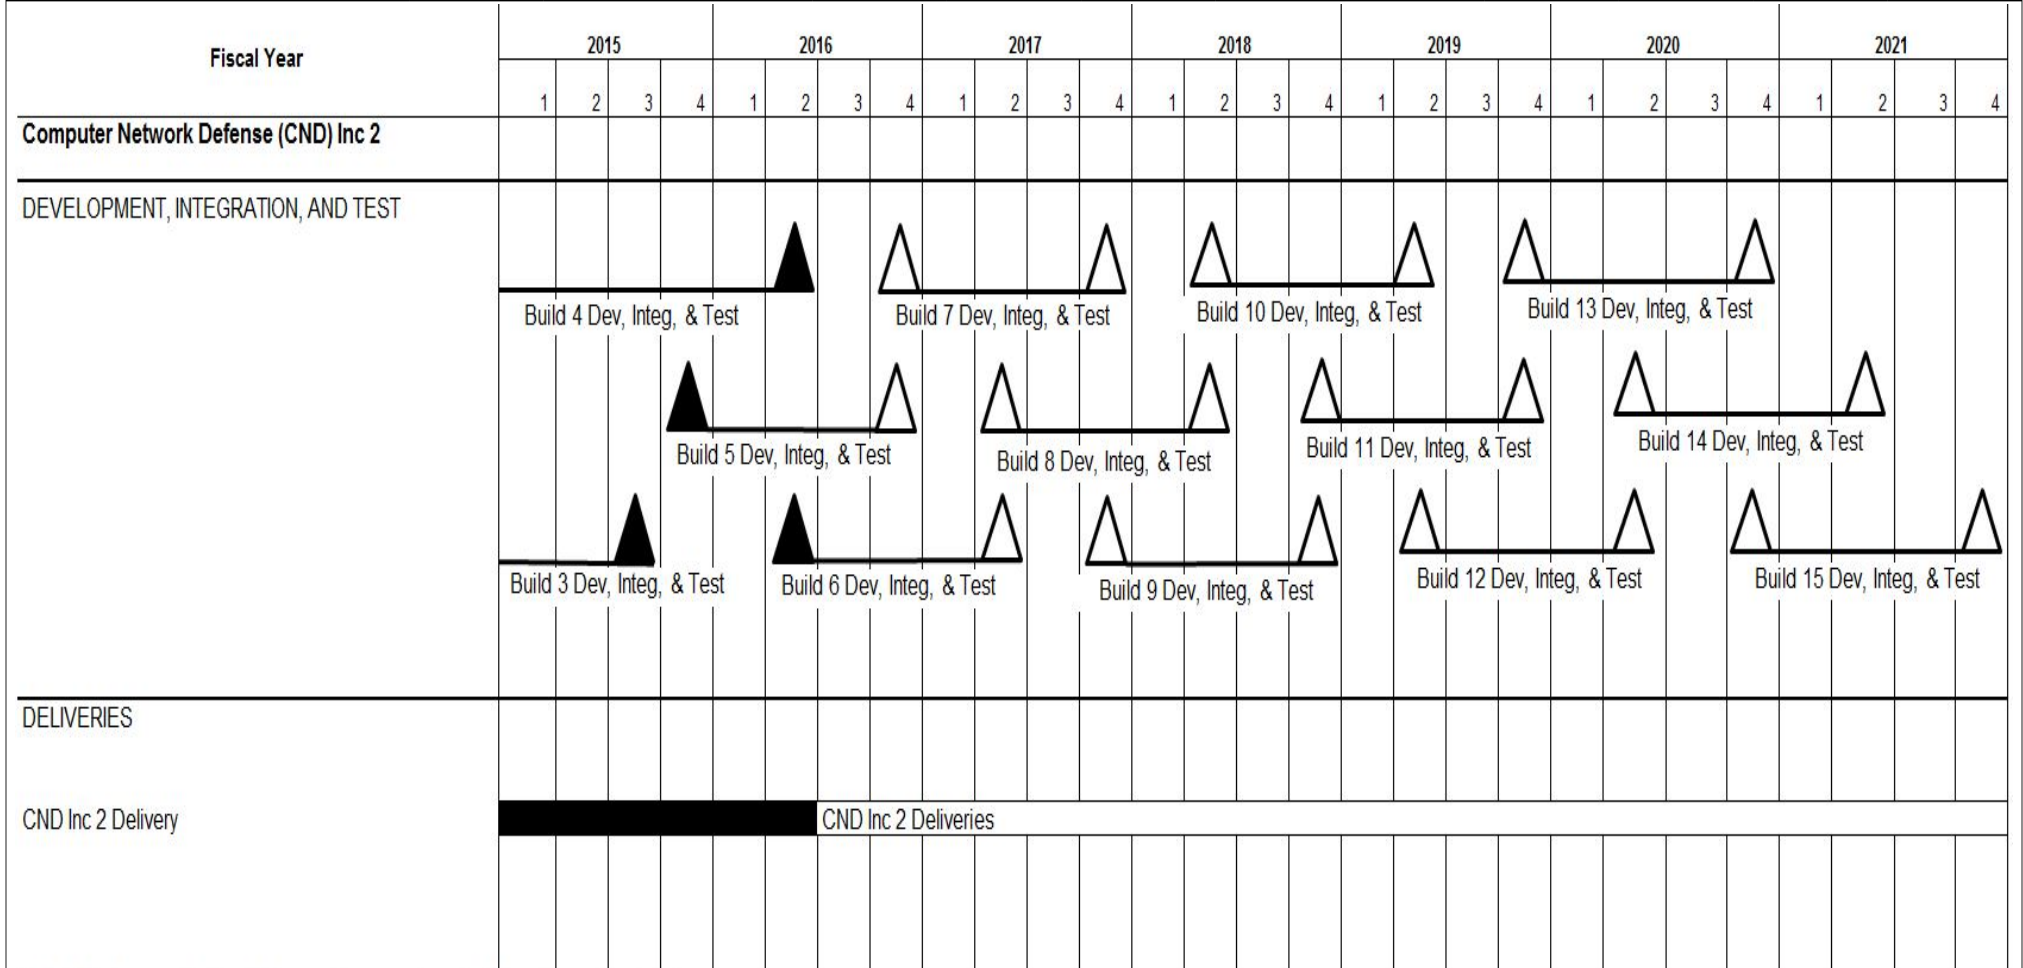 2015 2016 2017 2018 2019 2020 2021
Fiscal Year
1 2 3 4 1 2 3 4 1 2 3 4 1 2 3 4 1 2 3 4 1 2 3 4 1 2 3 4
Computer Network Defense (CND) Inc 2
DEVELOPMENT, INTEGRATION, AND TEST
Build 4 Dev, Integ, & Test Build 7 Dev, Integ, & Test Build 10 Dev, Integ, & Test Build 13 Dev, Integ, & Test
Build 5 Dev, Integ, & Test Build 8 Dev, Integ, & Test Build 11 Dev, Integ, & Test Build 14 Dev, Integ, & Test
Build 3 Dev, Integ, & Test Build 6 Dev, Integ, & Test Build 9 Dev, Integ, & Test Build 12 Dev, Integ, & Test Build 15 Dev, Integ, & Test
DELIVERIES
CND Inc 2 Delivery CND Inc 2 Deliveries